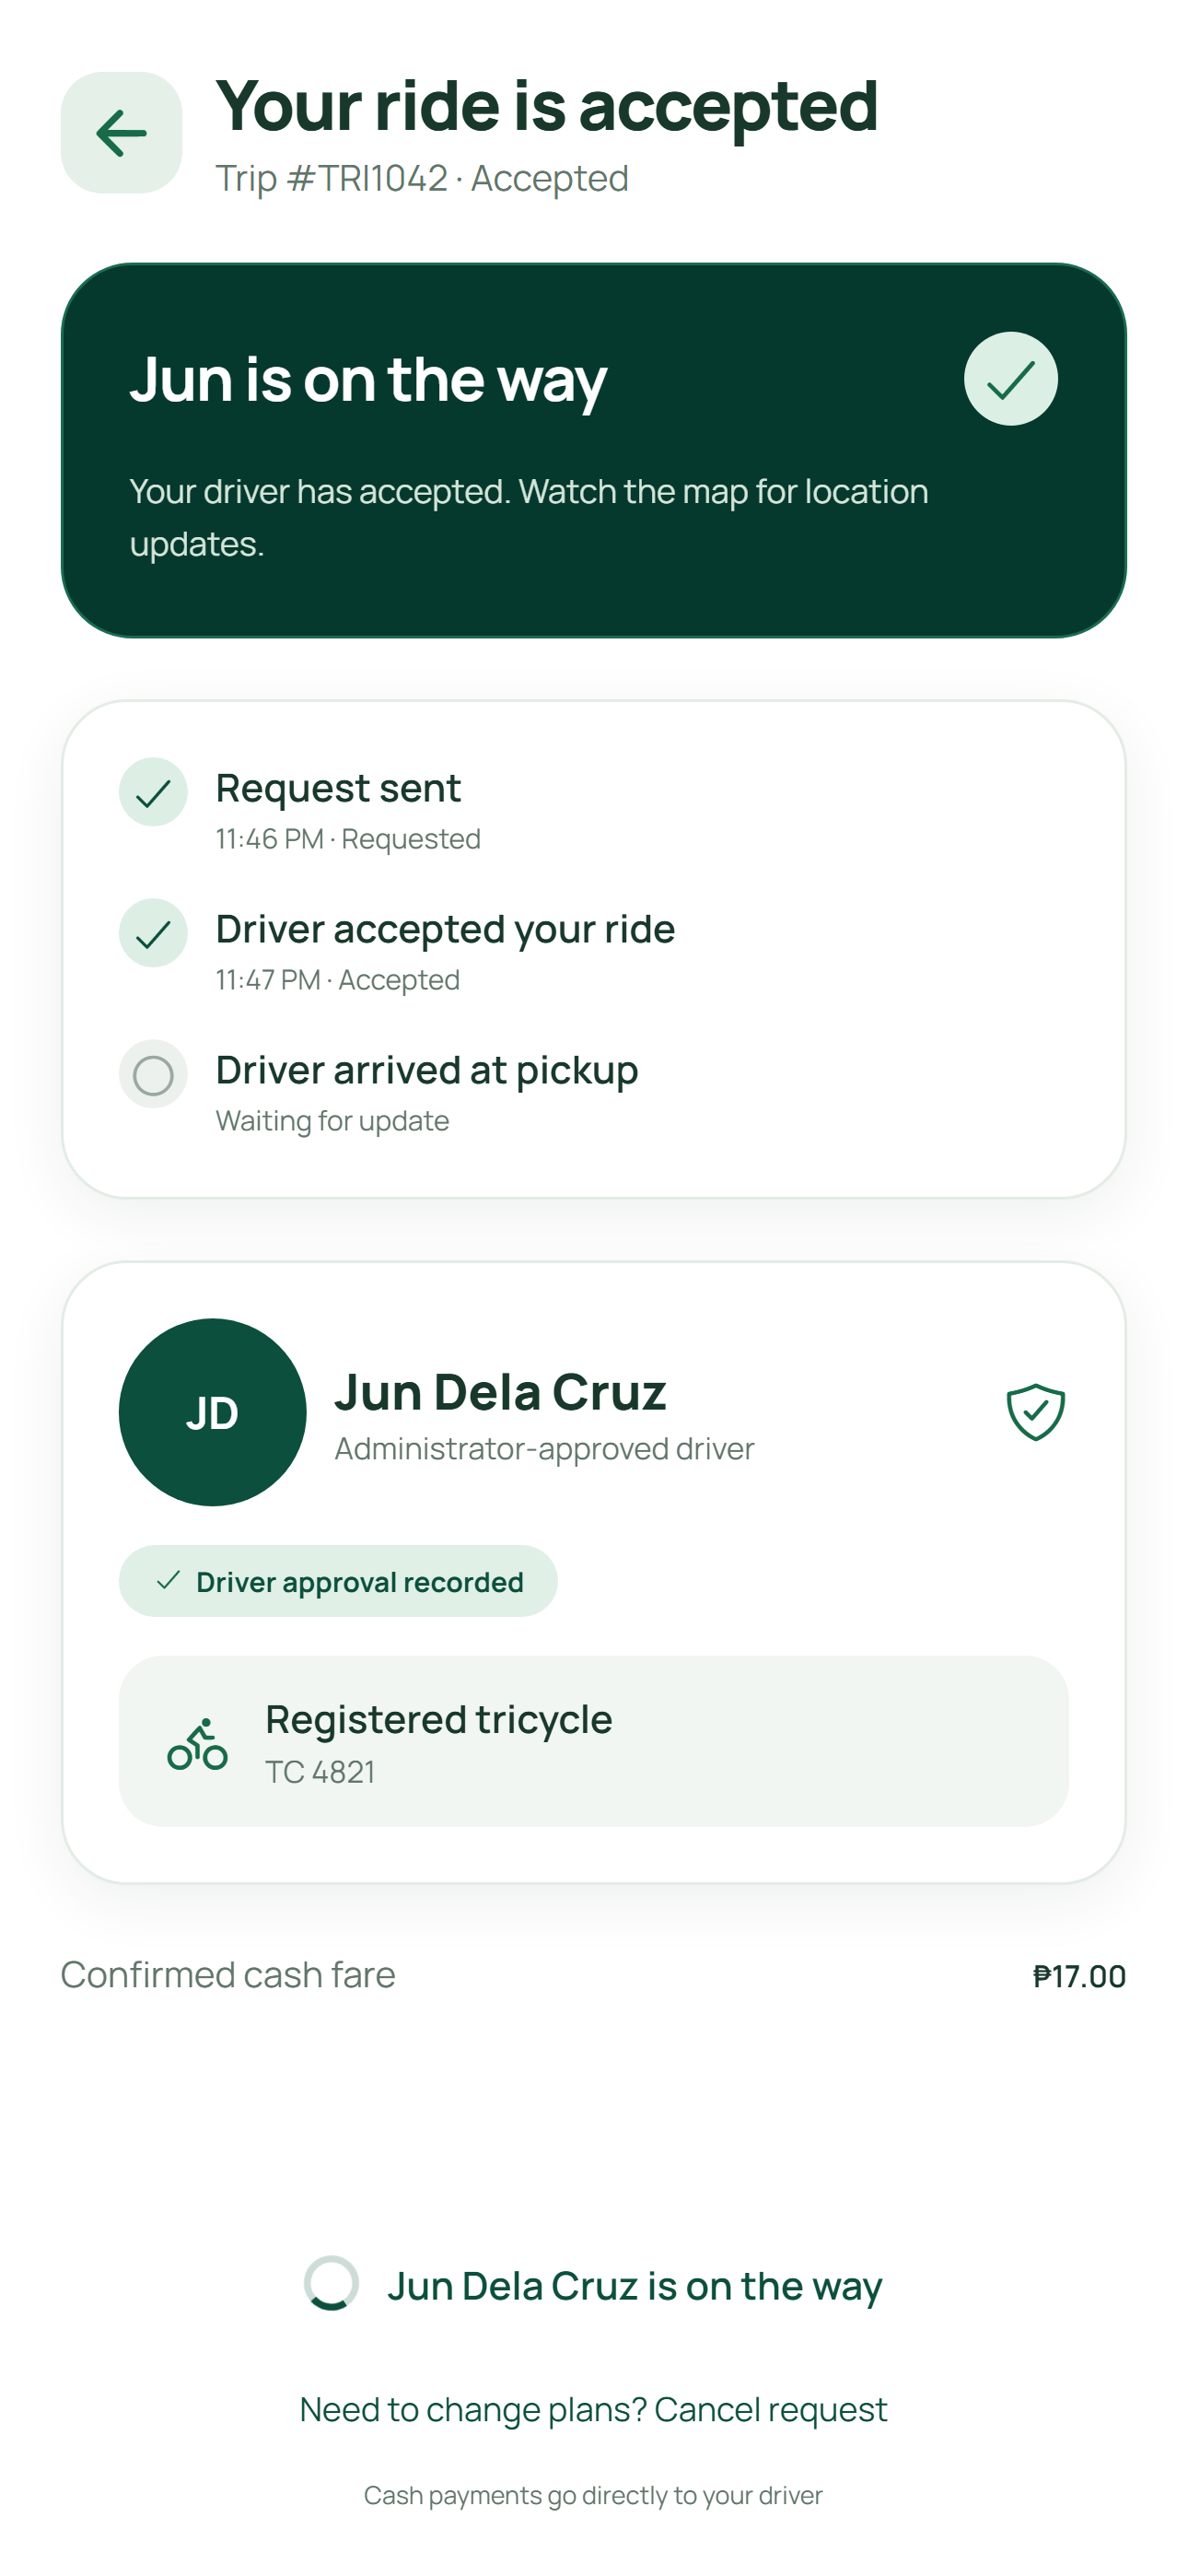 Your ride is accepted
Trip #TRI1042 · Accepted
Jun is on the way
Your driver has accepted. Watch the map for location
updates.
Request sent
11:46 PM · Requested
Driver accepted your ride
11:47 PM · Accepted
Driver arrived at pickup
Waiting for update
JD
Jun Dela Cruz
Administrator-approved driver
Driver approval recorded
Registered tricycle
TC 4821
Confirmed cash fare
₱17.00
Jun Dela Cruz is on the way
Need to change plans? Cancel request
Cash payments go directly to your driver